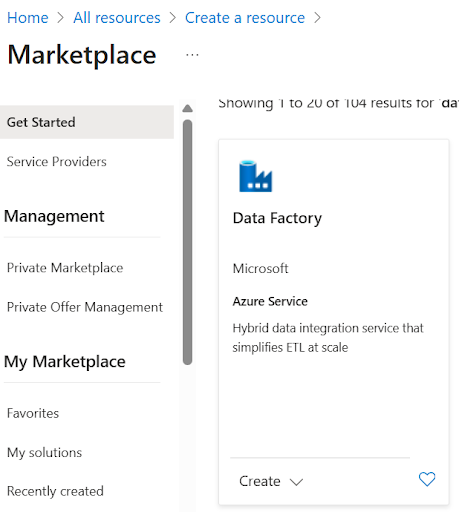 Home > All resources > Create a resource >
Marketplace ...
Get Started
Service Providers
Management
Private Marketplace
Private Offer Management
My Marketplace
Favorites
My solutions
Recently created
Showing 1 to 20 of 104 results for 'da
Data Factory
Microsoft
Azure Service
Hybrid data integration service that
simplifies ETL at scale
Create